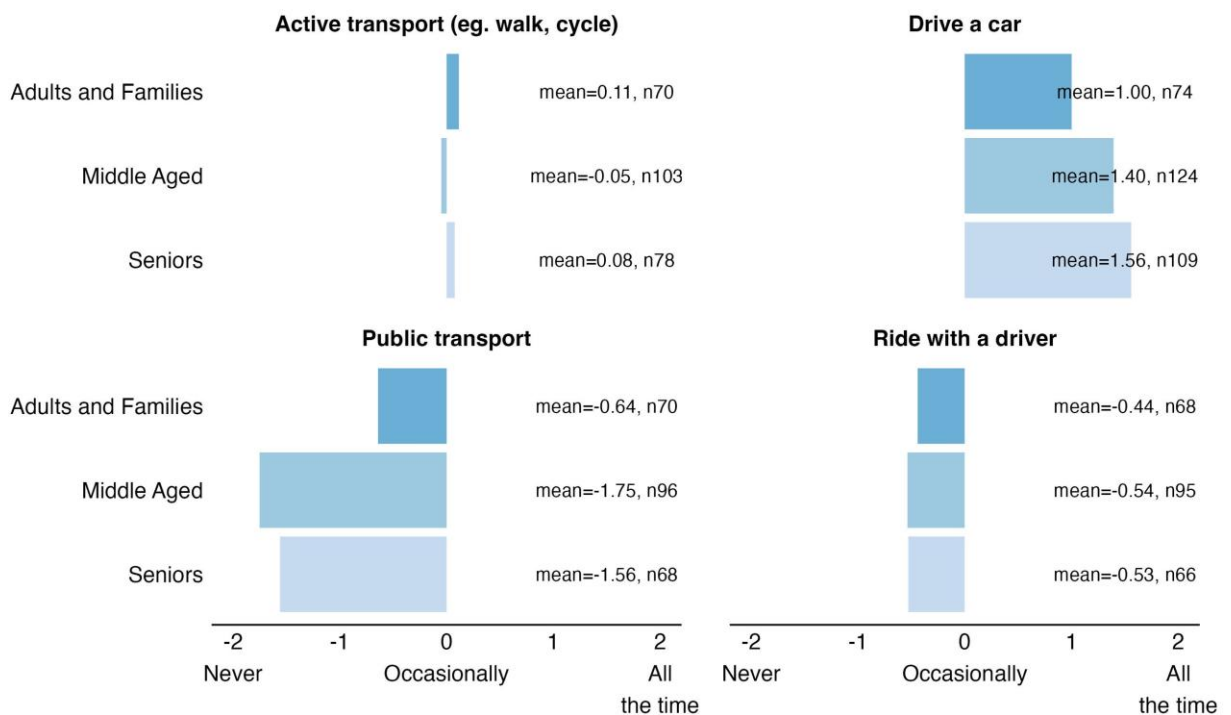 Active transport (eg. walk, cycle)
Drive a car
Adults and Families
mean=0.11, n70
mean=1.00, n74
Middle Aged
mean=-0.05, n103
mean=1.40, n124
Seniors
mean=0.08, n78
mean=1.56, n109
Public transport
Ride with a driver
Adults and Families
mean=-0.64, n70
mean=-0.44, n68
Middle Aged
mean=-1.75, n96
mean=-0.54, n95
Seniors
mean=-1.56, n68
mean=-0.53, n66
-2 -1 0 1 2
-2 -1 0 1 2
Never Occasionally All
the time
Never Occasionally All
the time